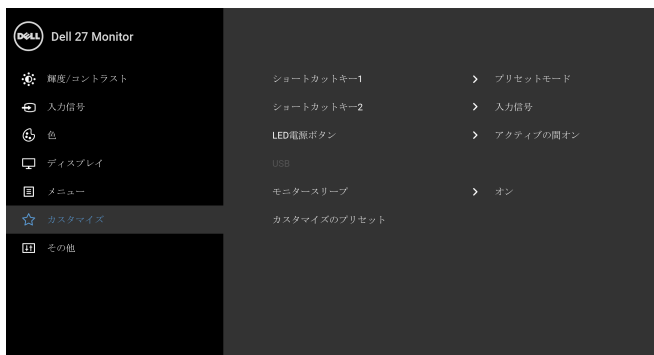 DELL
Dell 27 Monitor
輝度/コントラスト
入力信号
色
ディスプレイ
メニュー
カスタマイズ
その他
ショートカットキー1 プリセットモード
ショートカットキー2 入力信号
LED電源ボタン アクティブの間オン
USB
モニタースリープ オン
カスタマイズのプリセット